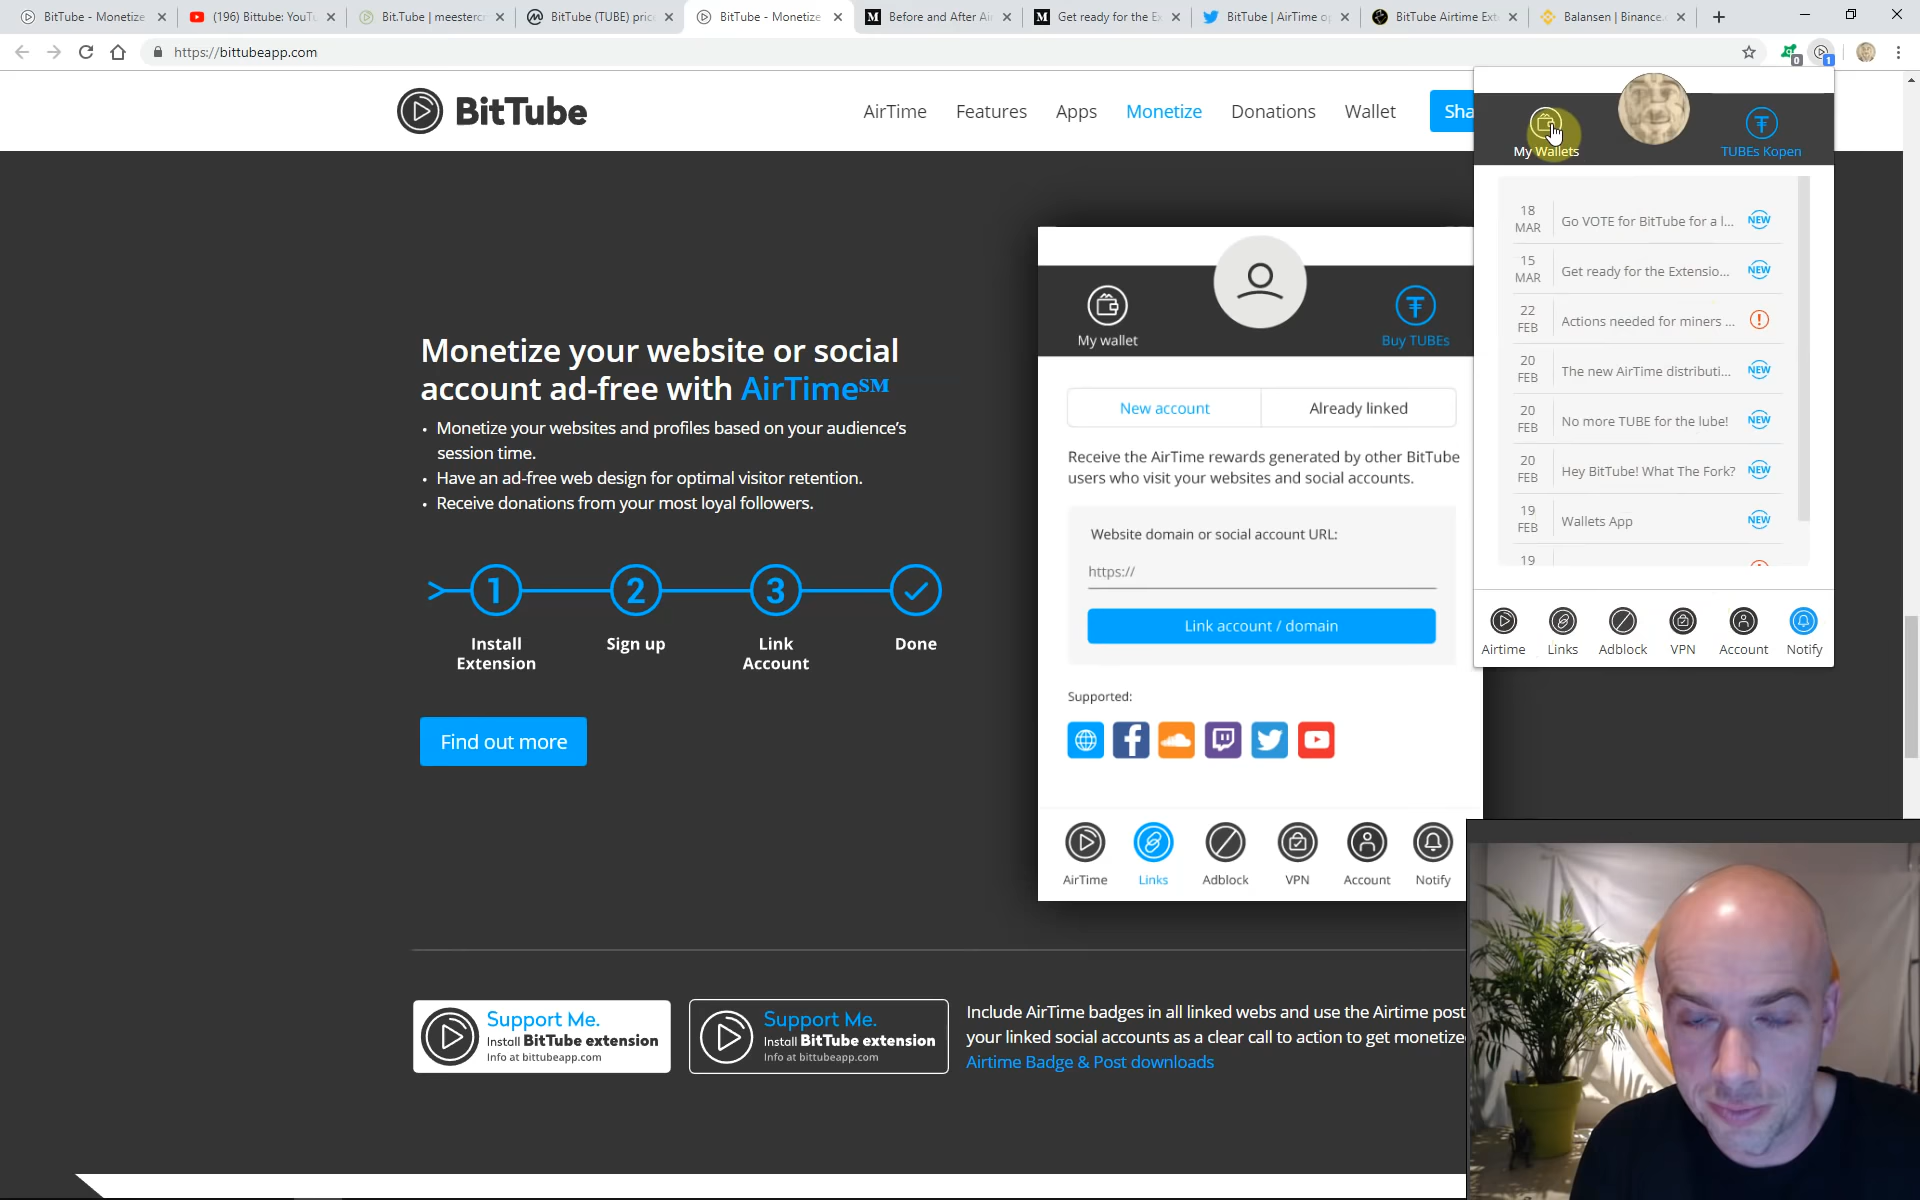 BitTube - Monetize
(196) Bittube: YouTu
Bit.Tube | meestercr
BitTube (TUBE) price
BitTube - Monetize
Before and After Air
Get ready for the Ex
BitTube | AirTime op
BitTube Airtime Ext
Balansen | Binance.c
https://bittubeapp.com
0
1
BitTube
AirTime
Features
Apps
Monetize
Donations
Wallet
Sha
My Wallets
TUBEs Kopen
18
MAR
Go VOTE for BitTube for a l...
NEW
15
MAR
Get ready for the Extensio...
NEW
22
FEB
Actions needed for miners ...
20
FEB
The new AirTime distributi...
NEW
20
FEB
No more TUBE for the lube!
NEW
20
FEB
Hey BitTube! What The Fork?
NEW
19
FEB
Wallets App
NEW
19
Airtime
Links
Adblock
VPN
Account
Notify
Monetize your website or social
account ad-free with AirTime℠
• Monetize your websites and profiles based on your audience's
session time.
• Have an ad-free web design for optimal visitor retention.
• Receive donations from your most loyal followers.
1
2
3
Install
Extension
Sign up
Link
Account
Done
Find out more
My wallet
Buy TUBEs
New account
Already linked
Receive the AirTime rewards generated by other BitTube
users who visit your websites and social accounts.
Website domain or social account URL:
https://
Link account / domain
Supported:
AirTime
Links
Adblock
VPN
Account
Notify
Support Me.
Install BitTube extension
Info at bittubeapp.com
Support Me.
Install BitTube extension
Info at bittubeapp.com
Include AirTime badges in all linked webs and use the Airtime post
your linked social accounts as a clear call to action to get monetize
Airtime Badge & Post downloads